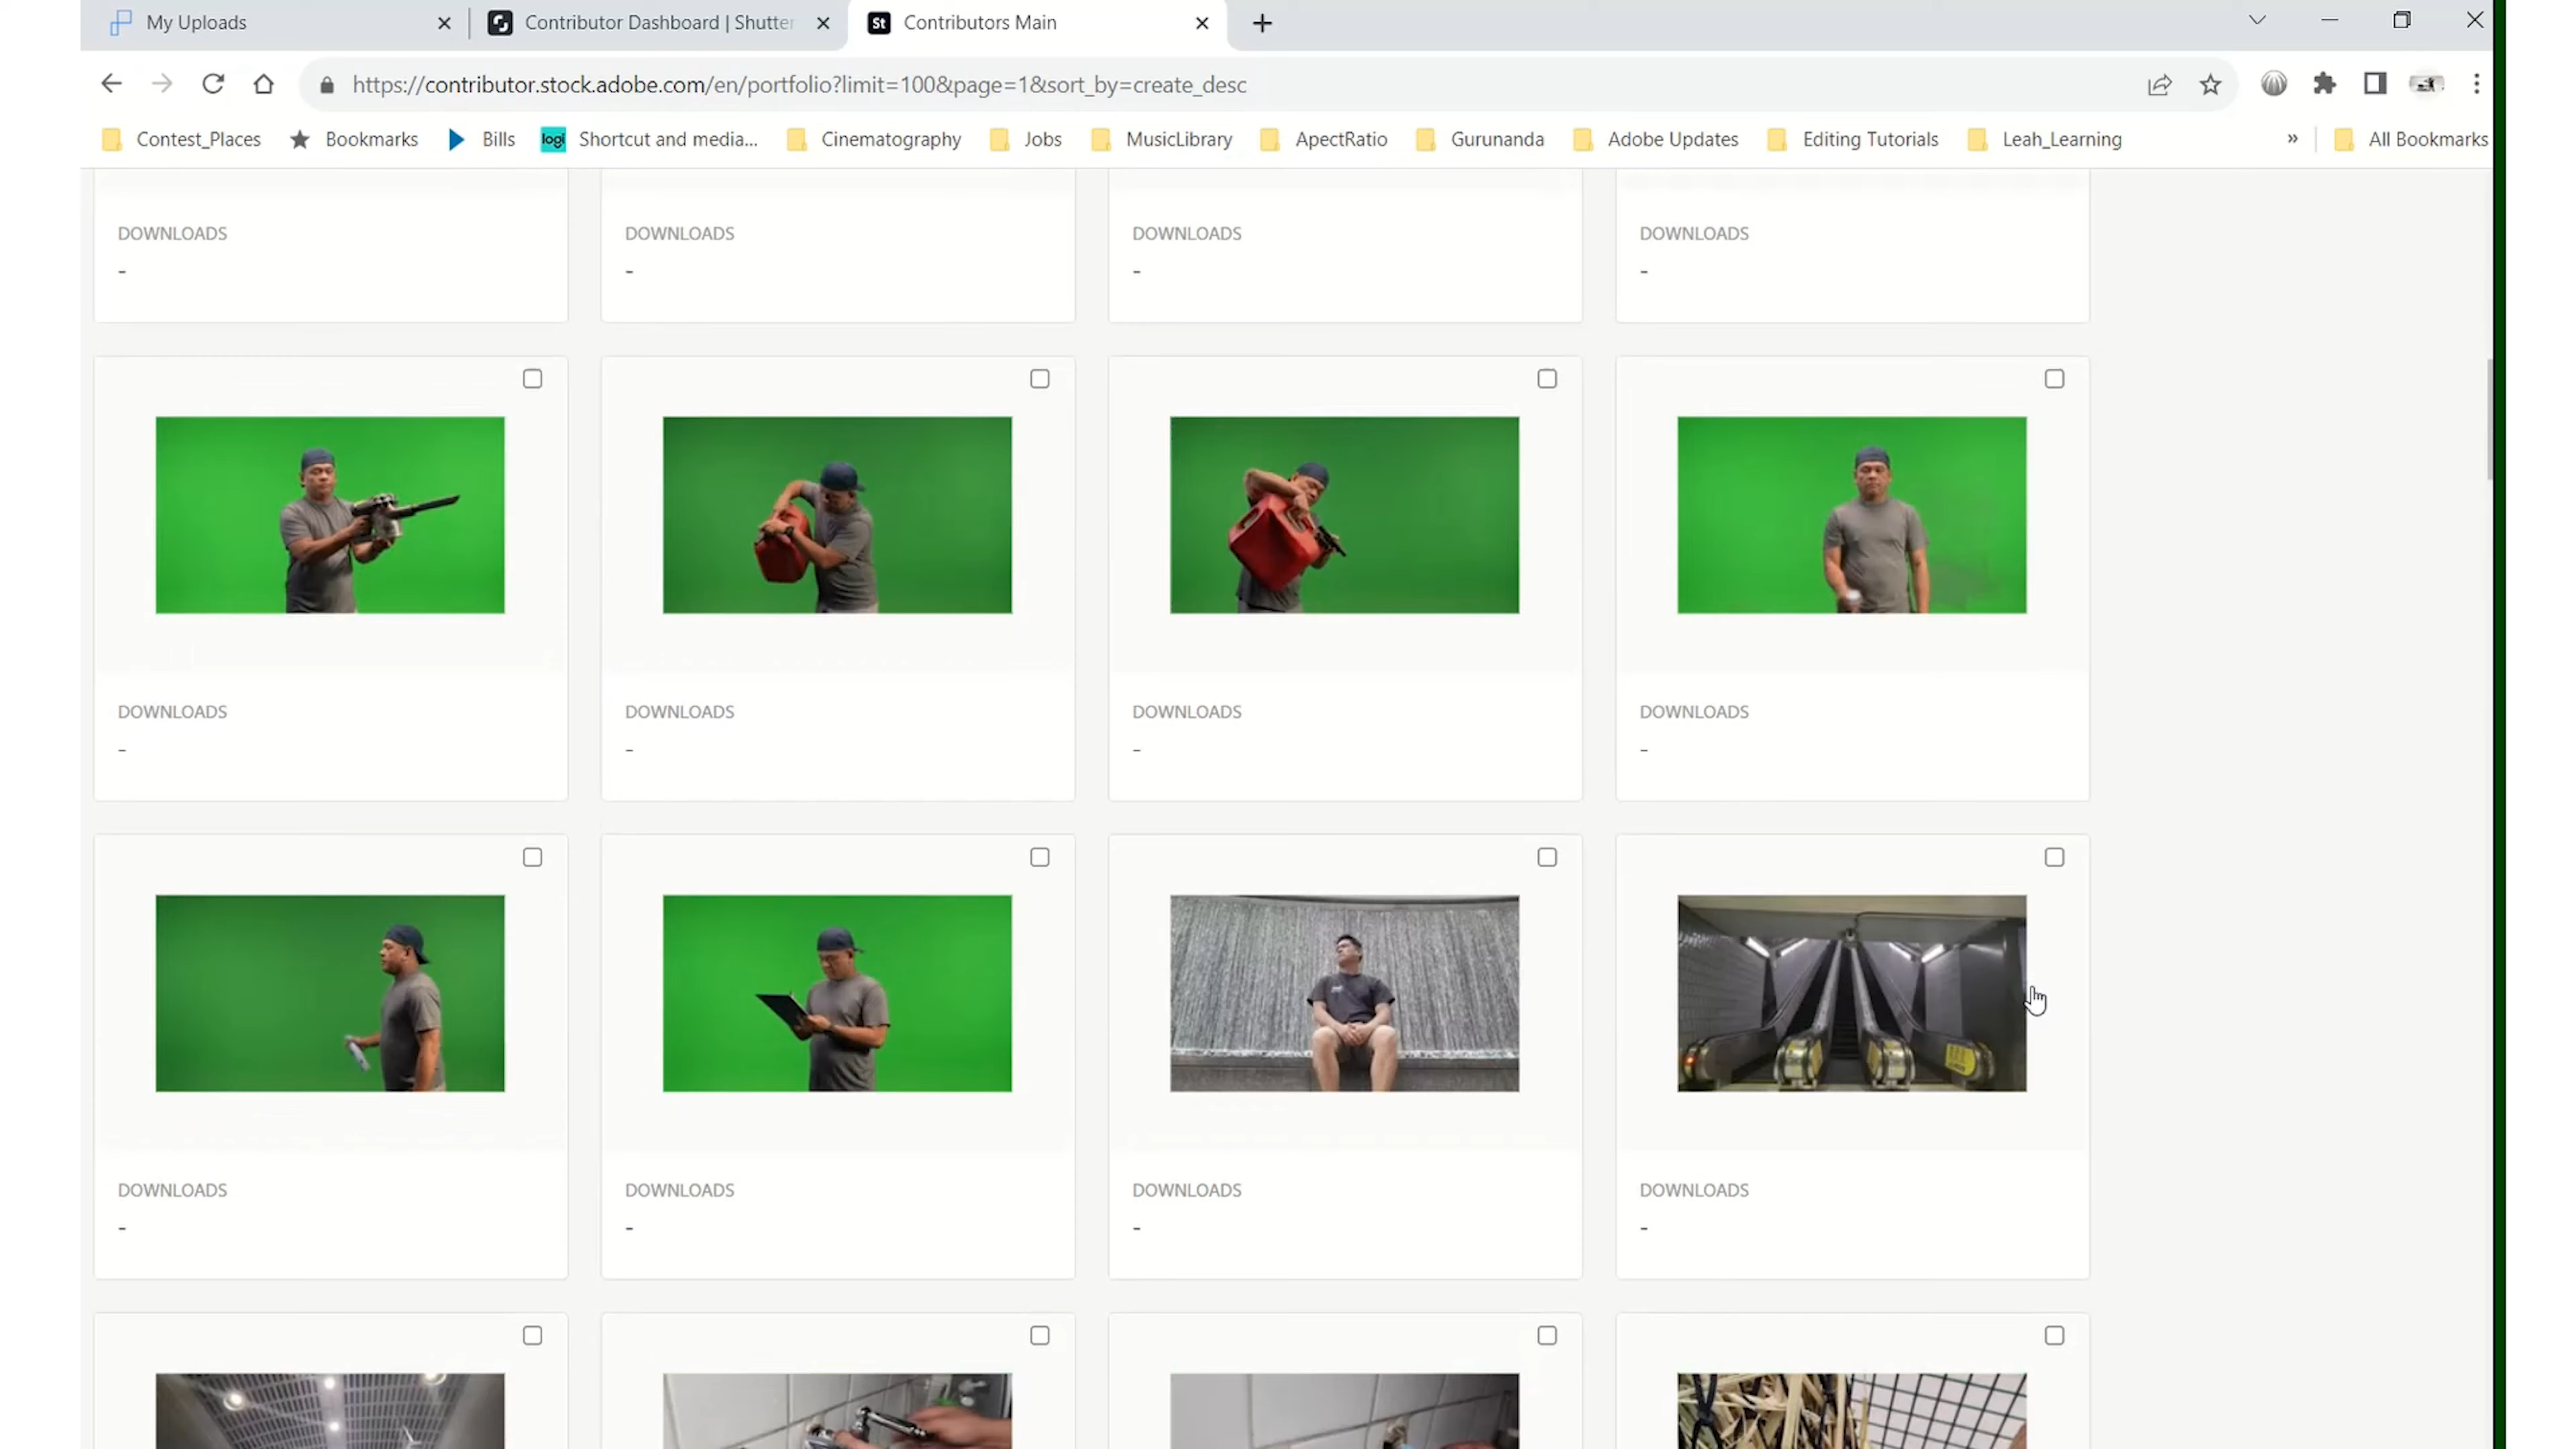 My Uploads
Contributor Dashboard | Shutter
St Contributors Main
https://contributor.stock.adobe.com/en/portfolio?limit=100&page=1&sort_by=create_desc
Contest_Places Bookmarks Bills logi Shortcut and media... Cinematography Jobs MusicLibrary ApectRatio Gurunanda Adobe Updates Editing Tutorials Leah_Learning » All Bookmarks
DOWNLOADS DOWNLOADS DOWNLOADS DOWNLOADS
- - - -
DOWNLOADS DOWNLOADS DOWNLOADS DOWNLOADS
- - - -
DOWNLOADS DOWNLOADS DOWNLOADS DOWNLOADS
- - - -